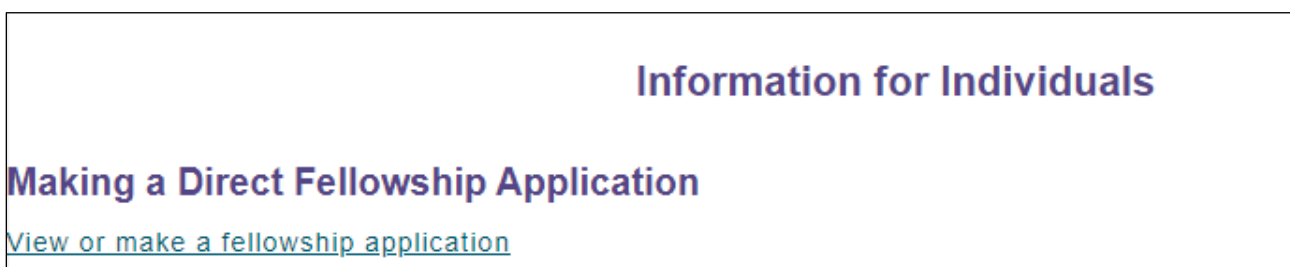 Information for Individuals
Making a Direct Fellowship Application
View or make a fellowship application